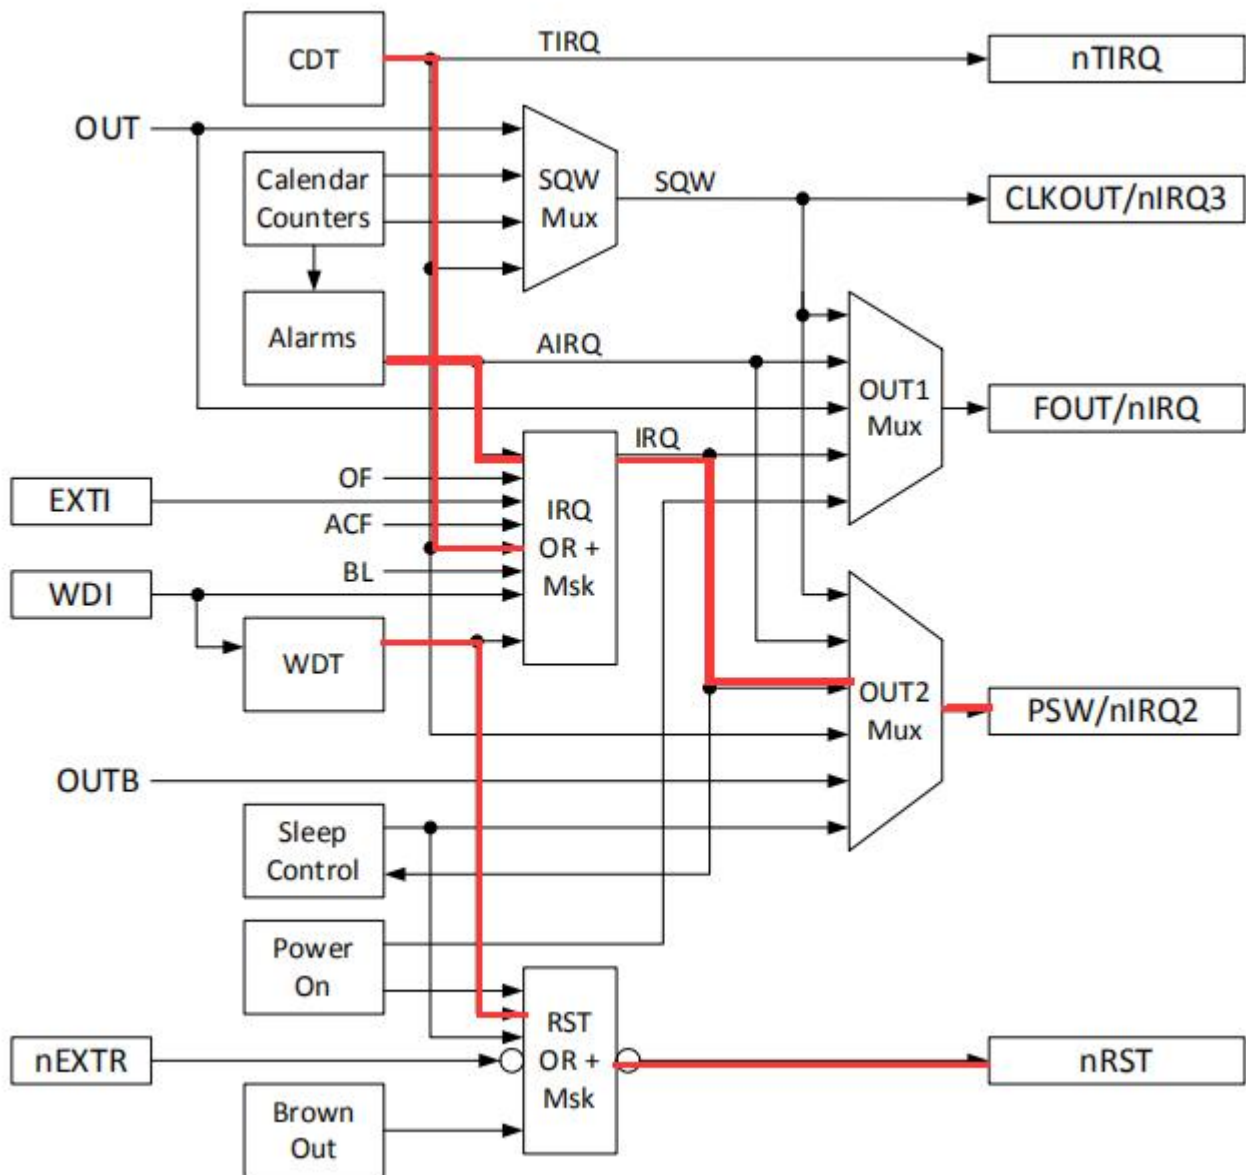 CDT
TIRQ
nTIRQ
OUT
Calendar
Counters
SQW
Mux
SQW
CLKOUT/nIRQ3
Alarms
AIRQ
OUT1
Mux
FOUT/nIRQ
IRQ
OF
EXTI
ACF
IRQ
OR +
Msk
BL
WDI
WDT
OUT2
Mux
PSW/nIRQ2
OUTB
Sleep
Control
Power
On
RST
OR +
Msk
nEXTR
nRST
Brown
Out